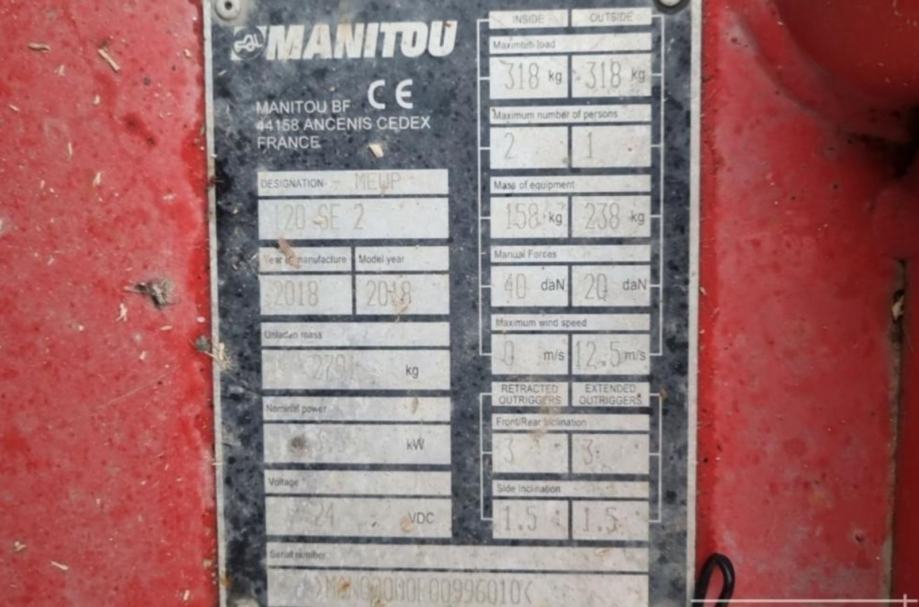 MANITOU
MANITOU BF CE
44158 ANCENIS CEDEX
FRANCE
DESIGNATION MEWP
120 SE 2
Year of manufacture Model year
2018 2018
Unladen mass
kg
Nominal power
kW
Voltage
24 VDC
Serial number
INSIDE OUTSIDE
Maximum load
318 kg 318 kg
Maximum number of persons
2 1
Mass of equipment
158 kg 238 kg
Manual Forces
40 daN 20 daN
Maximum wind speed
0 m/s 12.5 m/s
RETRACTED OUTRIGGERS EXTENDED OUTRIGGERS
Front/Rear Inclination
3 ° 3 °
Side Inclination
1.5 ° 1.5 °